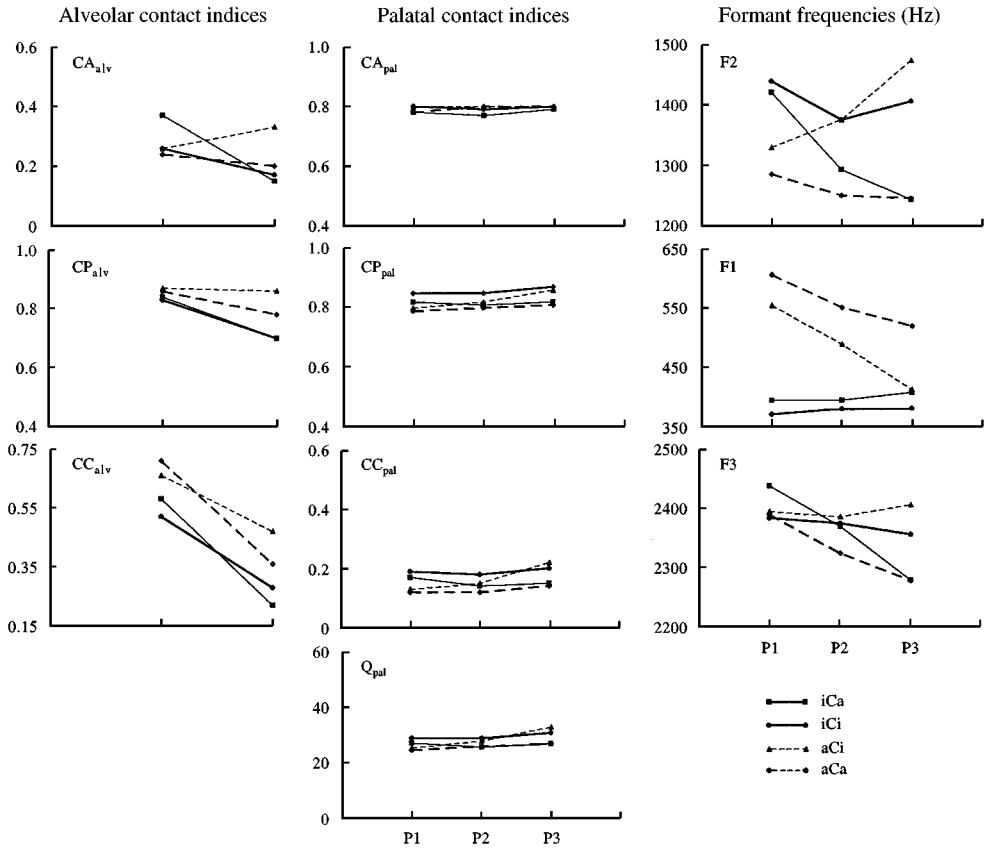 Alveolar contact indices
Palatal contact indices
Formant frequencies (Hz)
CAalv
0.6
0.4
0.2
0
CApal
1.0
0.8
0.6
0.4
F2
1500
1400
1300
1200
CPalv
1.0
0.8
0.6
0.4
CPpal
1.0
0.8
0.6
0.4
F1
650
550
450
350
CCalv
0.75
0.55
0.35
0.15
CCpal
0.6
0.4
0.2
0
F3
2500
2400
2300
2200
P1 P2 P3
Qpal
60
40
20
0
P1 P2 P3
iCa
iCi
aCi
aCa